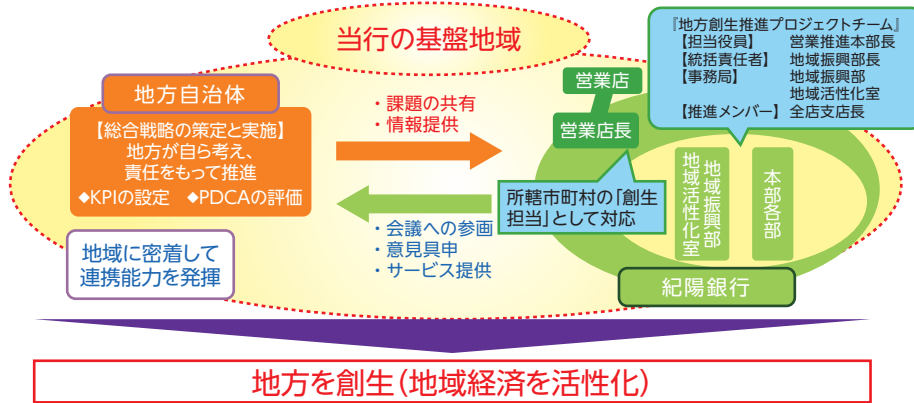 当行の基盤地域
地方自治体
【総合戦略の策定と実施】
地方が自ら考え、
責任をもって推進
◆KPIの設定 ◆PDCAの評価
地域に密着して
連携能力を発揮
・課題の共有
・情報提供
・会議への参画
・意見具申
・サービス提供
営業店
営業店長
所轄市町村の「創生
担当」として対応
『地方創生推進プロジェクトチーム』
【担当役員】 営業推進本部長
【統括責任者】 地域振興部長
【事務局】 地域振興部
地域活性化室
【推進メンバー】 全店支店長
地域振興部
地域活性化室
本部各部
紀陽銀行
地方を創生(地域経済を活性化)